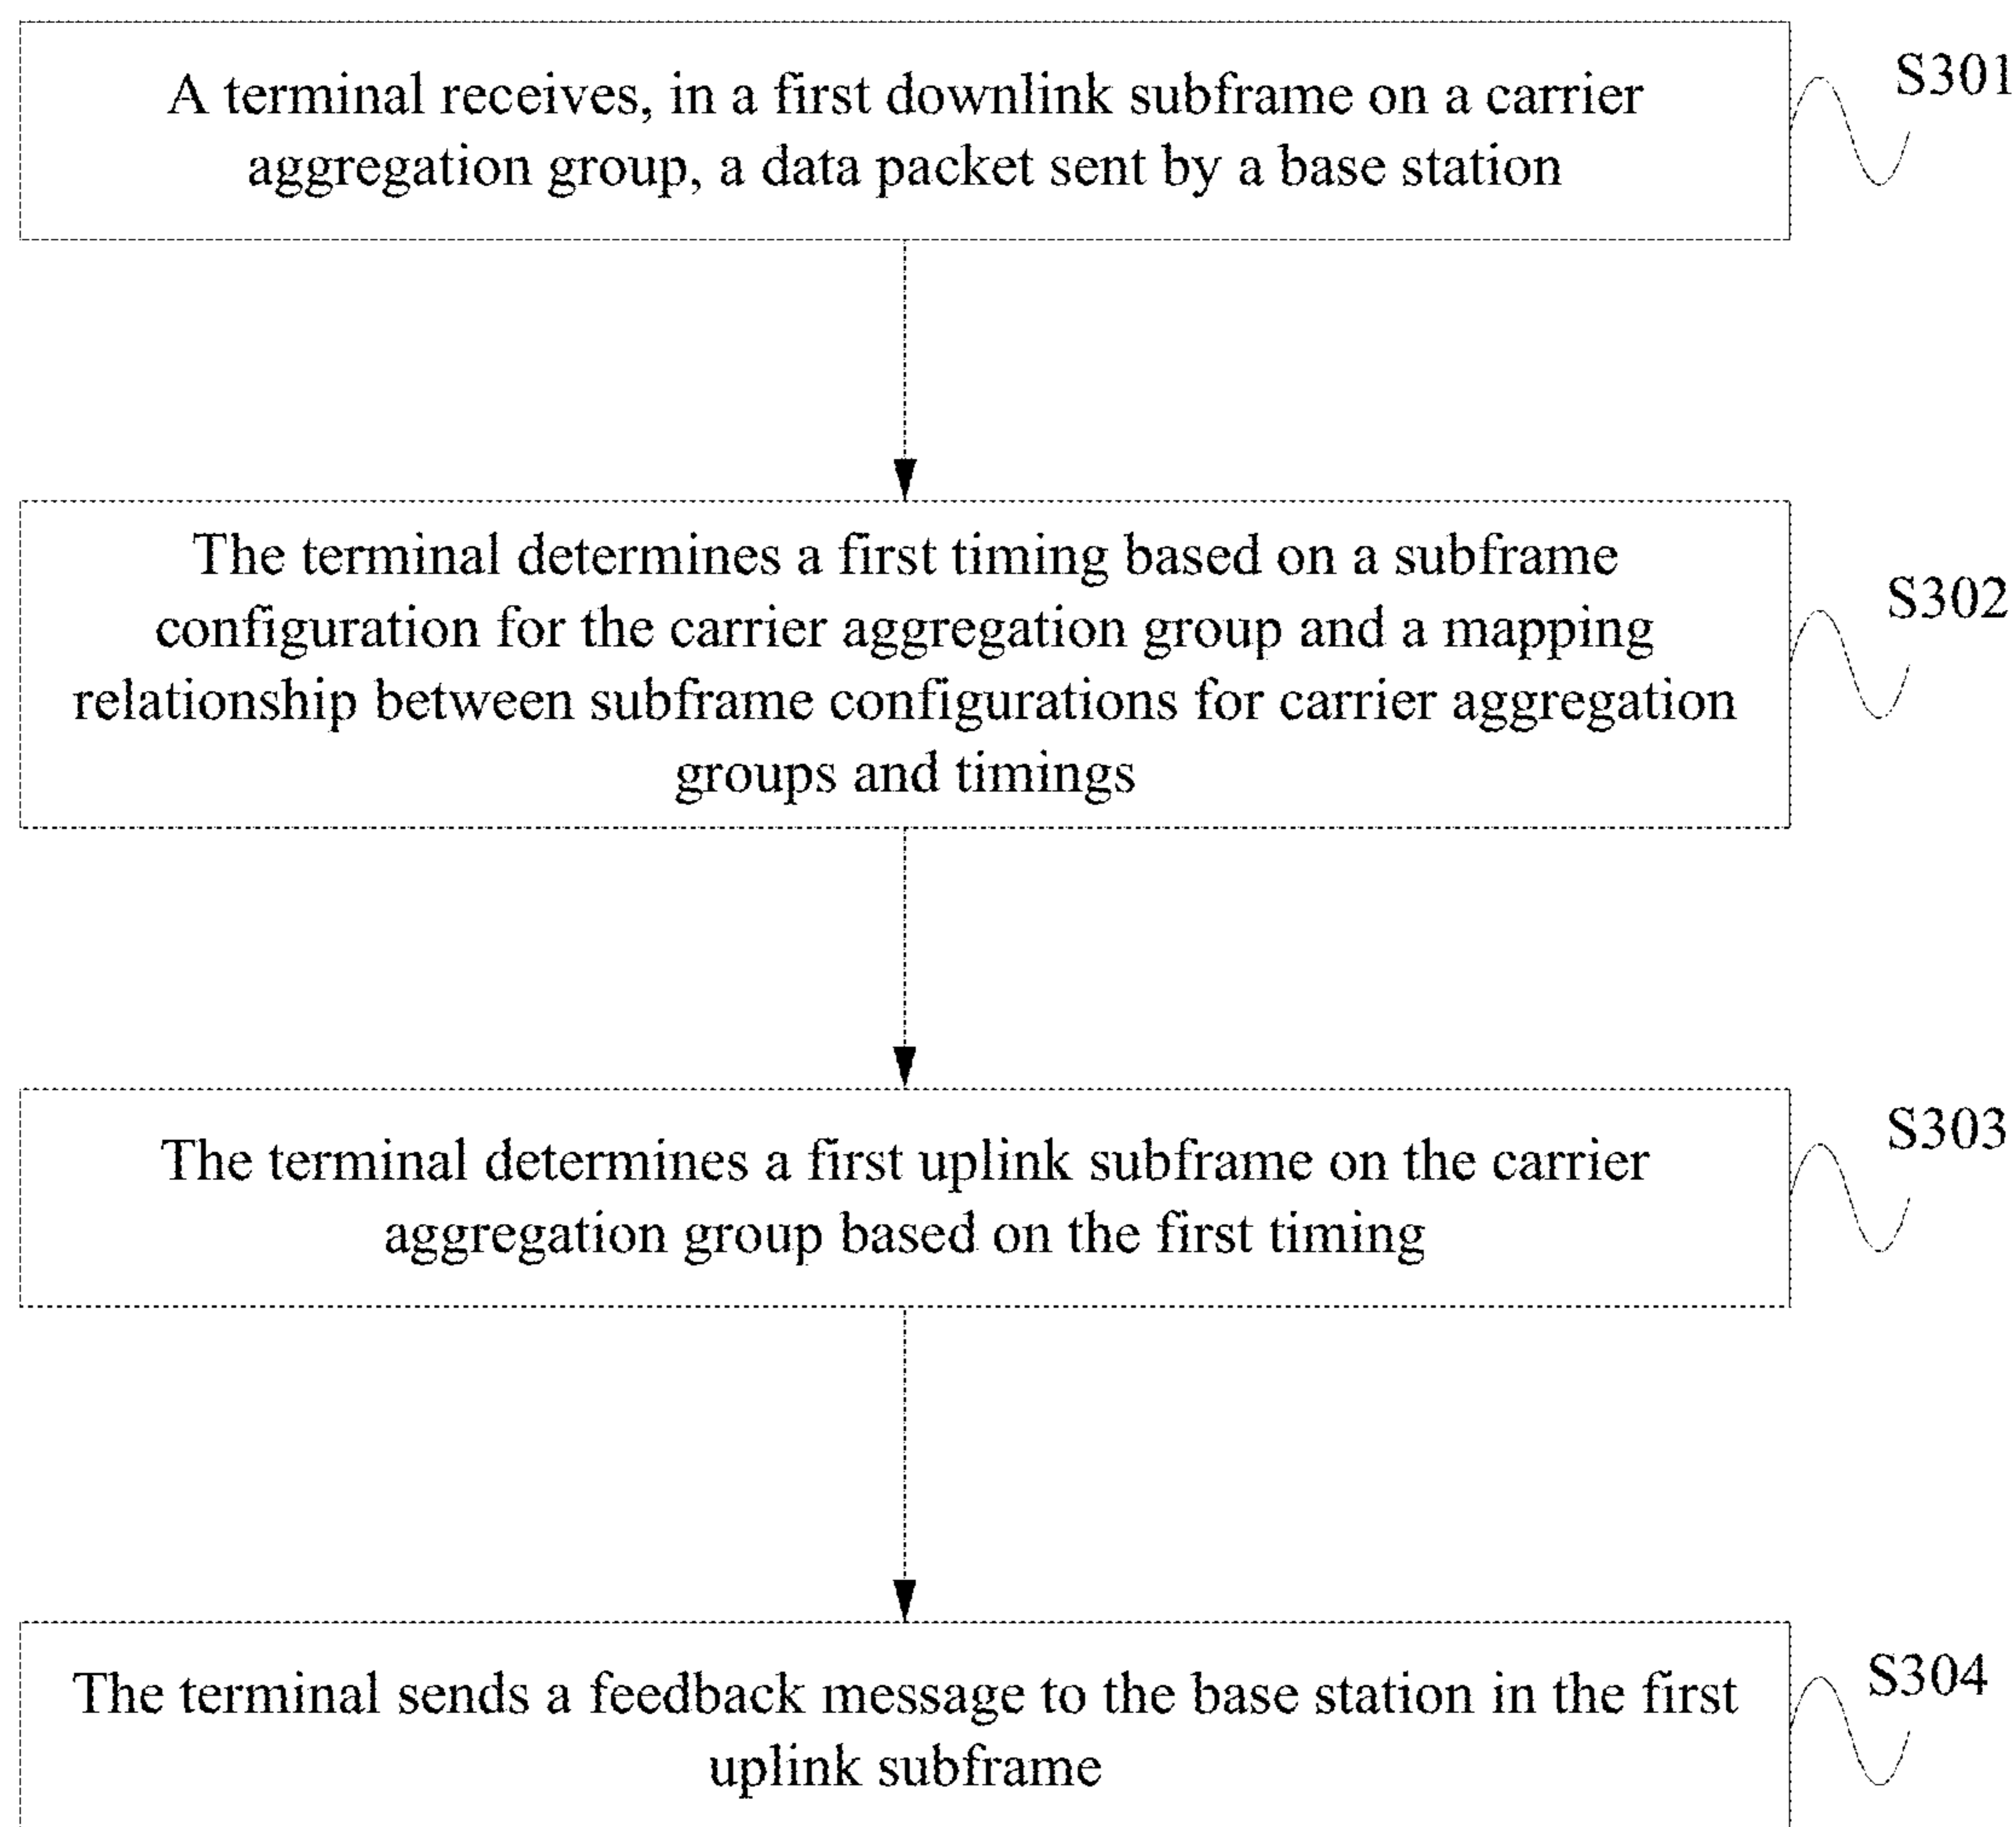 A terminal receives, in a first downlink subframe on a carrier
aggregation group, a data packet sent by a base station
S301
The terminal determines a first timing based on a subframe
configuration for the carrier aggregation group and a mapping
relationship between subframe configurations for carrier aggregation
groups and timings
S302
The terminal determines a first uplink subframe on the carrier
aggregation group based on the first timing
S303
The terminal sends a feedback message to the base station in the first
uplink subframe
S304